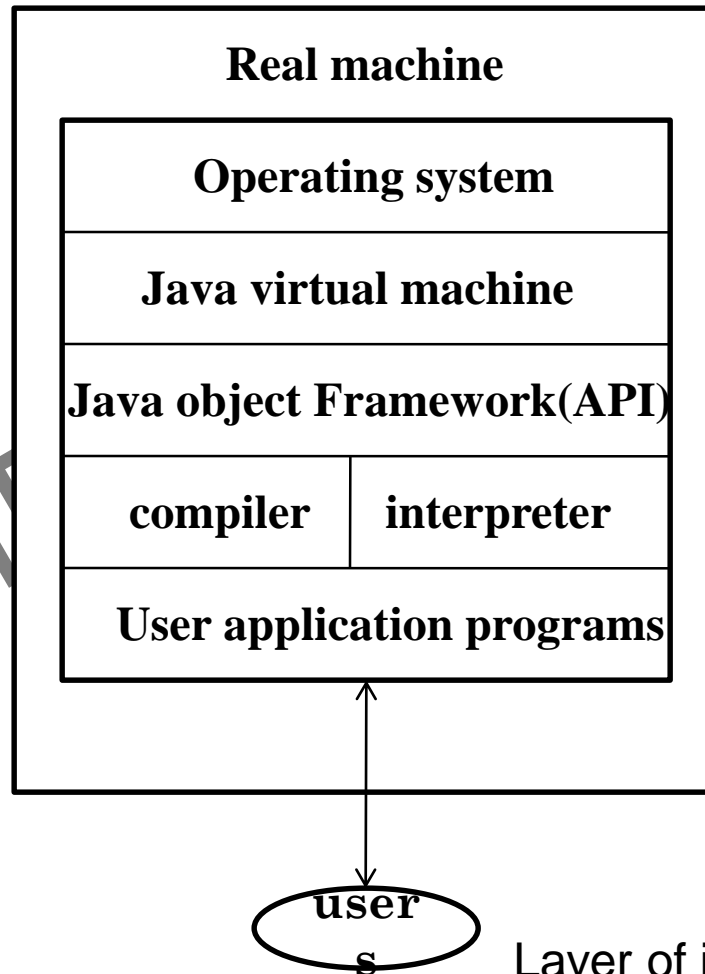 Real machine
Operating system
Java virtual machine
Java object Framework(API)
compiler interpreter
User application programs
user
s
Layer of